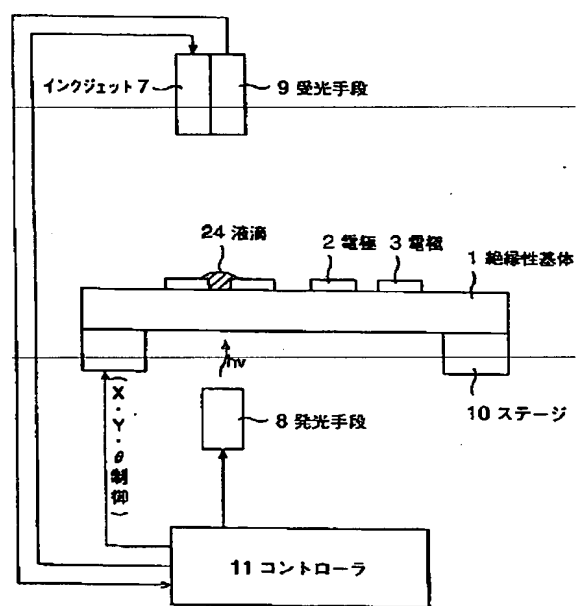 インクジェット 7
9 受光手段
24 液滴
2 電極
3 電極
1 絶縁性基体
hν
10 ステージ
(X・Y・θ制御)
8 発光手段
11 コントローラ